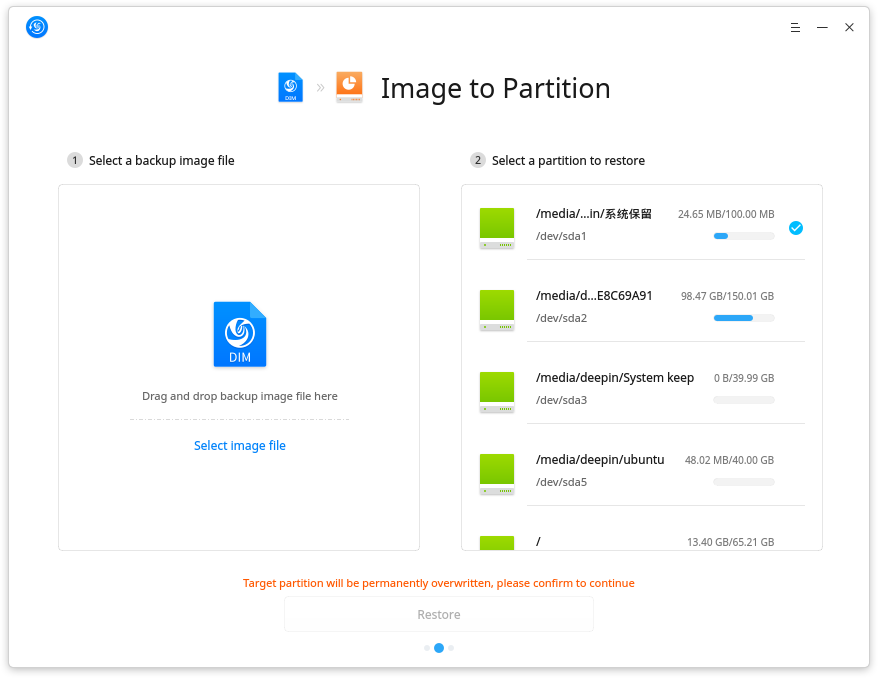 DIM
»
Image to Partition
1 Select a backup image file
DIM
Drag and drop backup image file here
Select image file
2 Select a partition to restore
/media/...in/系统保留 24.65 MB/100.00 MB
/dev/sda1
/media/d...E8C69A91 98.47 GB/150.01 GB
/dev/sda2
/media/deepin/System keep 0 B/39.99 GB
/dev/sda3
/media/deepin/ubuntu 48.02 MB/40.00 GB
/dev/sda5
/ 13.40 GB/65.21 GB
Target partition will be permanently overwritten, please confirm to continue
Restore